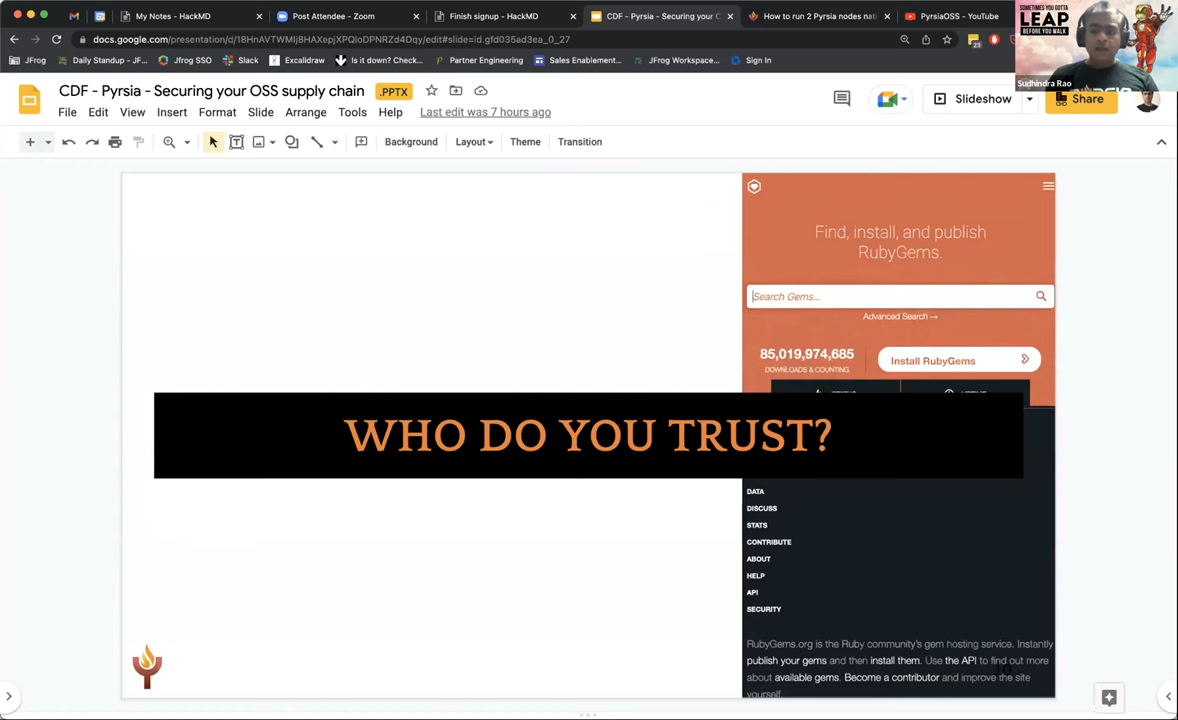 My Notes - HackMD
Post Attendee - Zoom
Finish signup - HackMD
CDF - Pyrsia - Securing your C
How to run 2 Pyrsia nodes nati
PyrsiaOSS - YouTube
docs.google.com/presentation/d/18HnAVTWMIj8HAXepjXPQloDPNRZd4Dqy/edit#slide=id.gfd035ad3ea_0_27
23
JFrog
Daily Standup - JF...
Jfrog SSO
Slack
Excalidraw
Is it down? Check...
Partner Engineering
Sales Enablement...
JFrog Workspace...
Sign In
SOMETIMES YOU GOTTA
LEAP
BEFORE YOU WALK
Sudhindra Rao
CDF - Pyrsia - Securing your OSS supply chain
.PPTX
Slideshow
Share
File
Edit
View
Insert
Format
Slide
Arrange
Tools
Help
Last edit was 7 hours ago
Background
Layout
Theme
Transition
Find, install, and publish
RubyGems.
Search Gems...
Advanced Search →
85,019,974,685
DOWNLOADS & COUNTING
Install RubyGems
WHO DO YOU TRUST?
DATA
DISCUSS
STATS
CONTRIBUTE
ABOUT
HELP
API
SECURITY
RubyGems.org is the Ruby community's gem hosting service. Instantly
publish your gems and then install them. Use the API to find out more
about available gems. Become a contributor and improve the site
yourself.